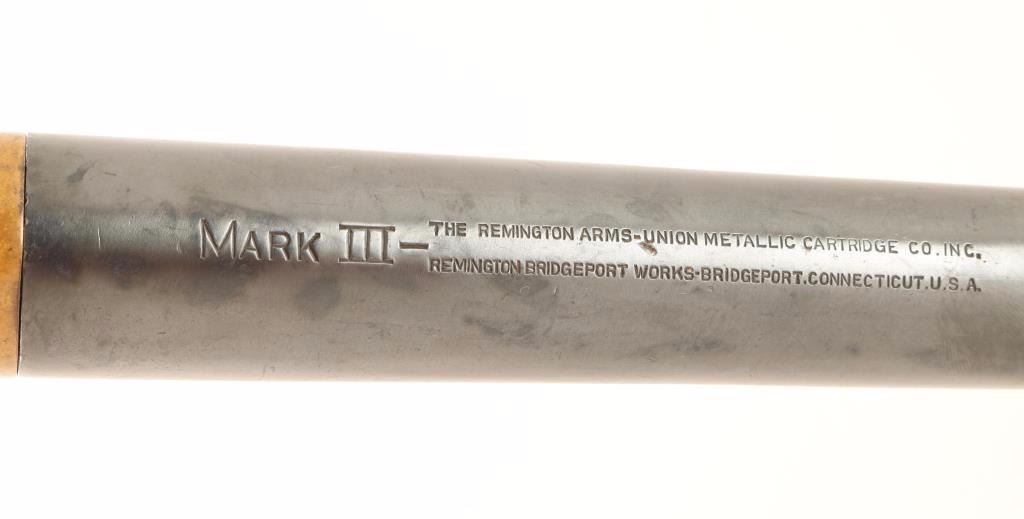 MARK III – THE REMINGTON ARMS-UNION METALLIC CARTRIDGE CO. INC.
REMINGTON BRIDGEPORT WORKS-BRIDGEPORT.CONNECTICUT.U.S.A.